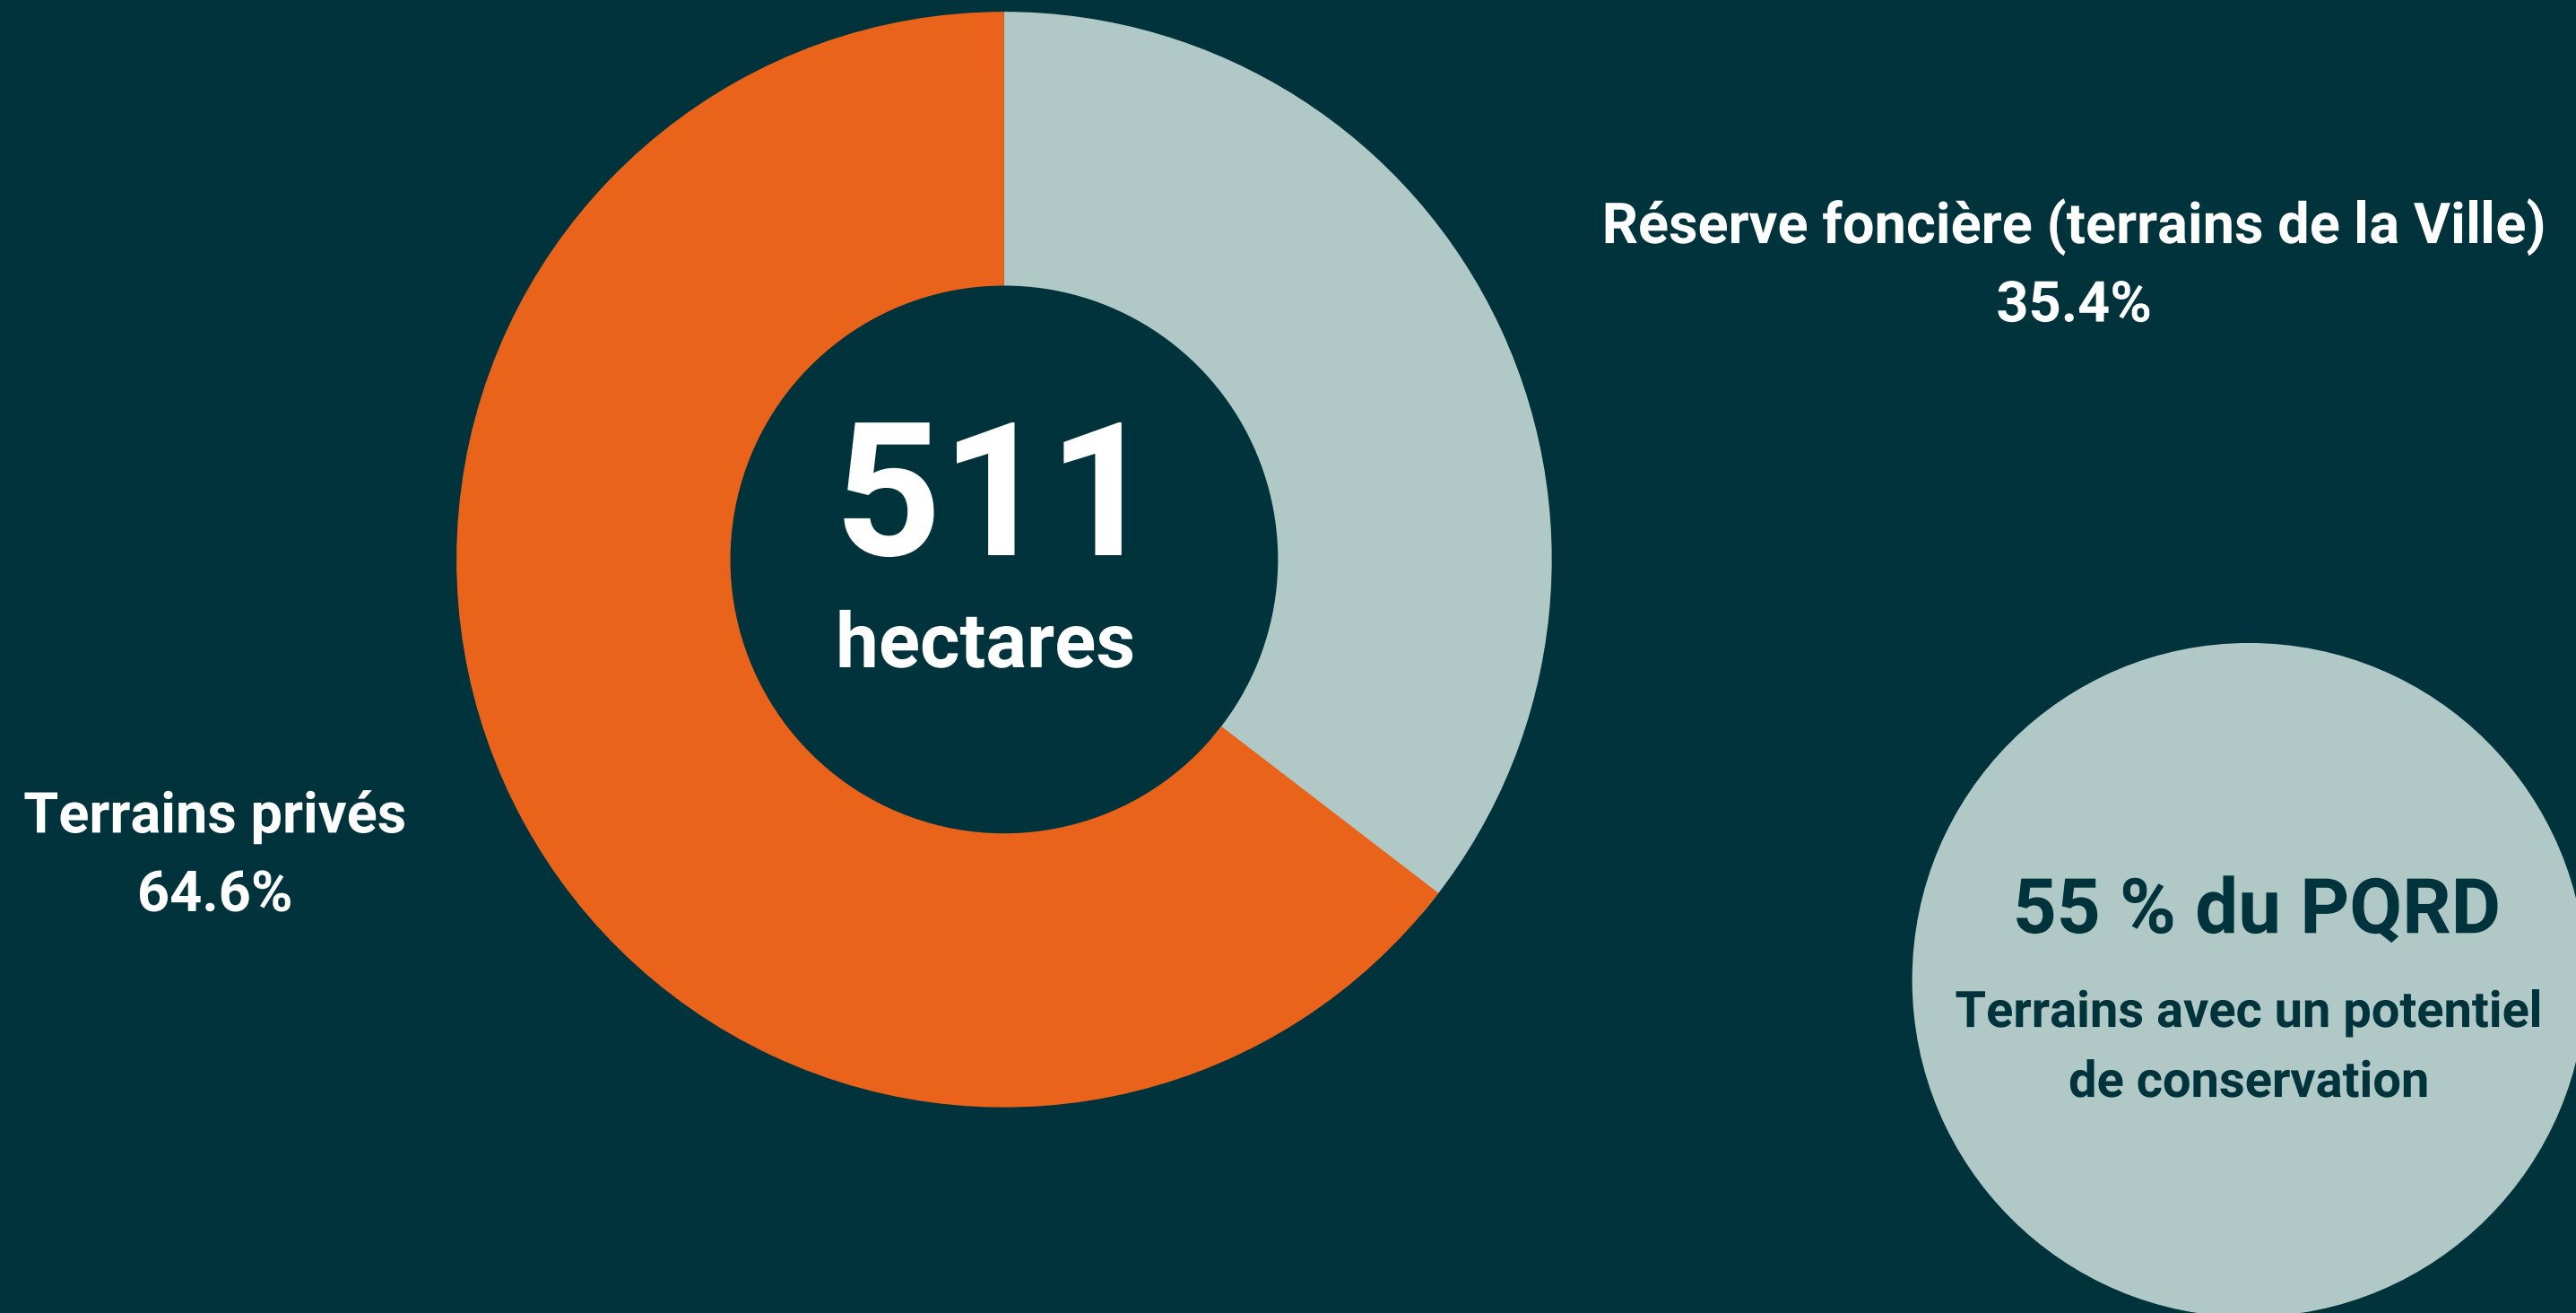 Réserve foncière (terrains de la Ville)
35.4%
511
hectares
Terrains privés
64.6%
55 % du PQRD
Terrains avec un potentiel
de conservation